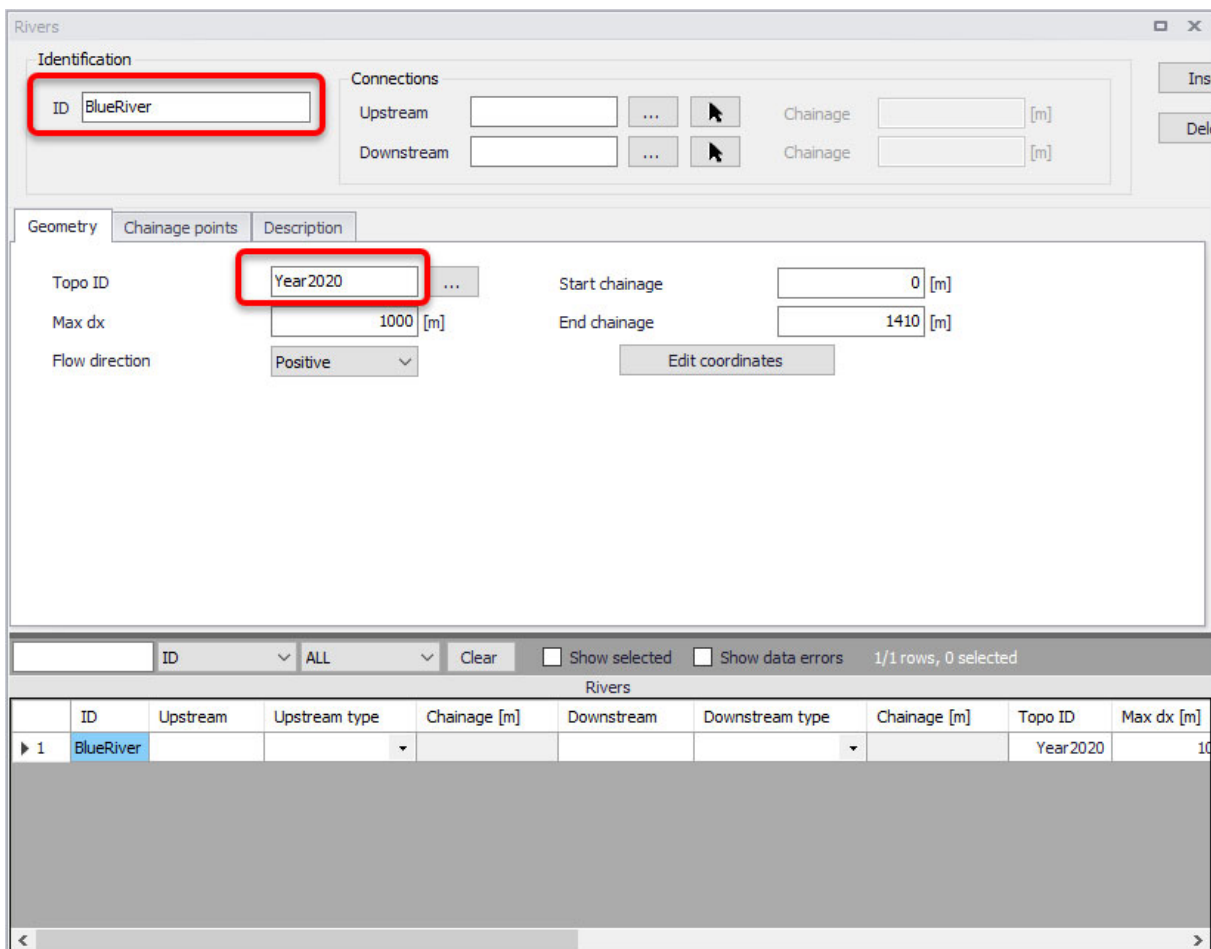 Rivers
Identification
ID BlueRiver
Connections
Upstream ... Chainage [m]
Downstream ... Chainage [m]
Ins
Del
Geometry Chainage points Description
Topo ID Year2020 ... Start chainage 0 [m]
Max dx 1000 [m] End chainage 1410 [m]
Flow direction Positive Edit coordinates
ID ALL Clear Show selected Show data errors 1/1 rows, 0 selected
Rivers
ID Upstream Upstream type Chainage [m] Downstream Downstream type Chainage [m] Topo ID Max dx [m]
1 BlueRiver Year2020 10